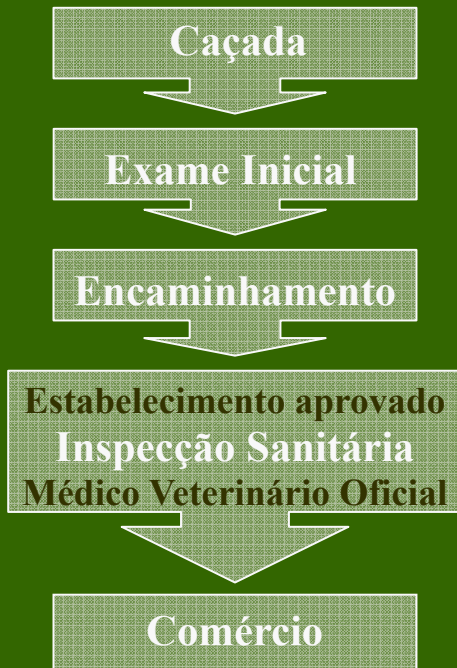 Caçada
Exame Inicial
Encaminhamento
Estabelecimento aprovado
Inspecção Sanitária
Médico Veterinário Oficial
Comércio